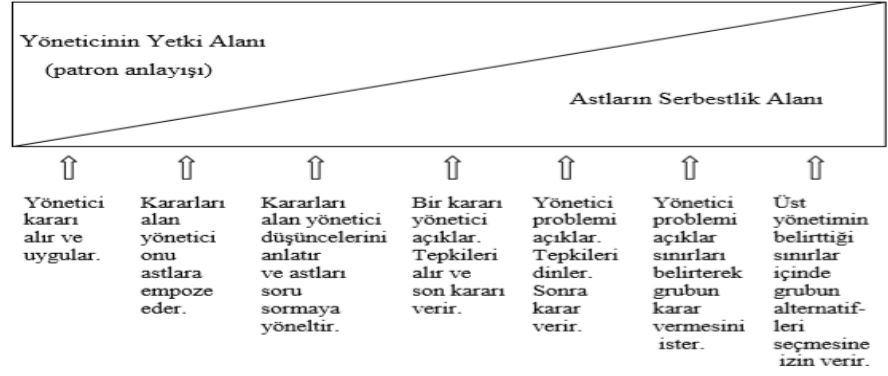 Yöneticinin Yetki Alanı
(patron anlayışı)
Astların Serbestlik Alanı
Yönetici
kararı
alır ve
uygular.
Kararları
alan
yönetici
onu
astlara
empoze
eder.
Kararları
alan yönetici
düşüncelerini
anlatır
ve astları
soru
sormaya
yöneltir.
Bir kararı
yönetici
açıklar.
Tepkileri
alır ve
son kararı
verir.
Yönetici
problemi
açıklar.
Tepkileri
dinler.
Sonra
karar
verir.
Yönetici
problemi
açıklar
sınırları
belirterek
grubun
karar
vermesini
ister.
Üst
yönetimin
belirttiği
sınırlar
içinde
grubun
alternatif-
leri
seçmesine
izin verir.